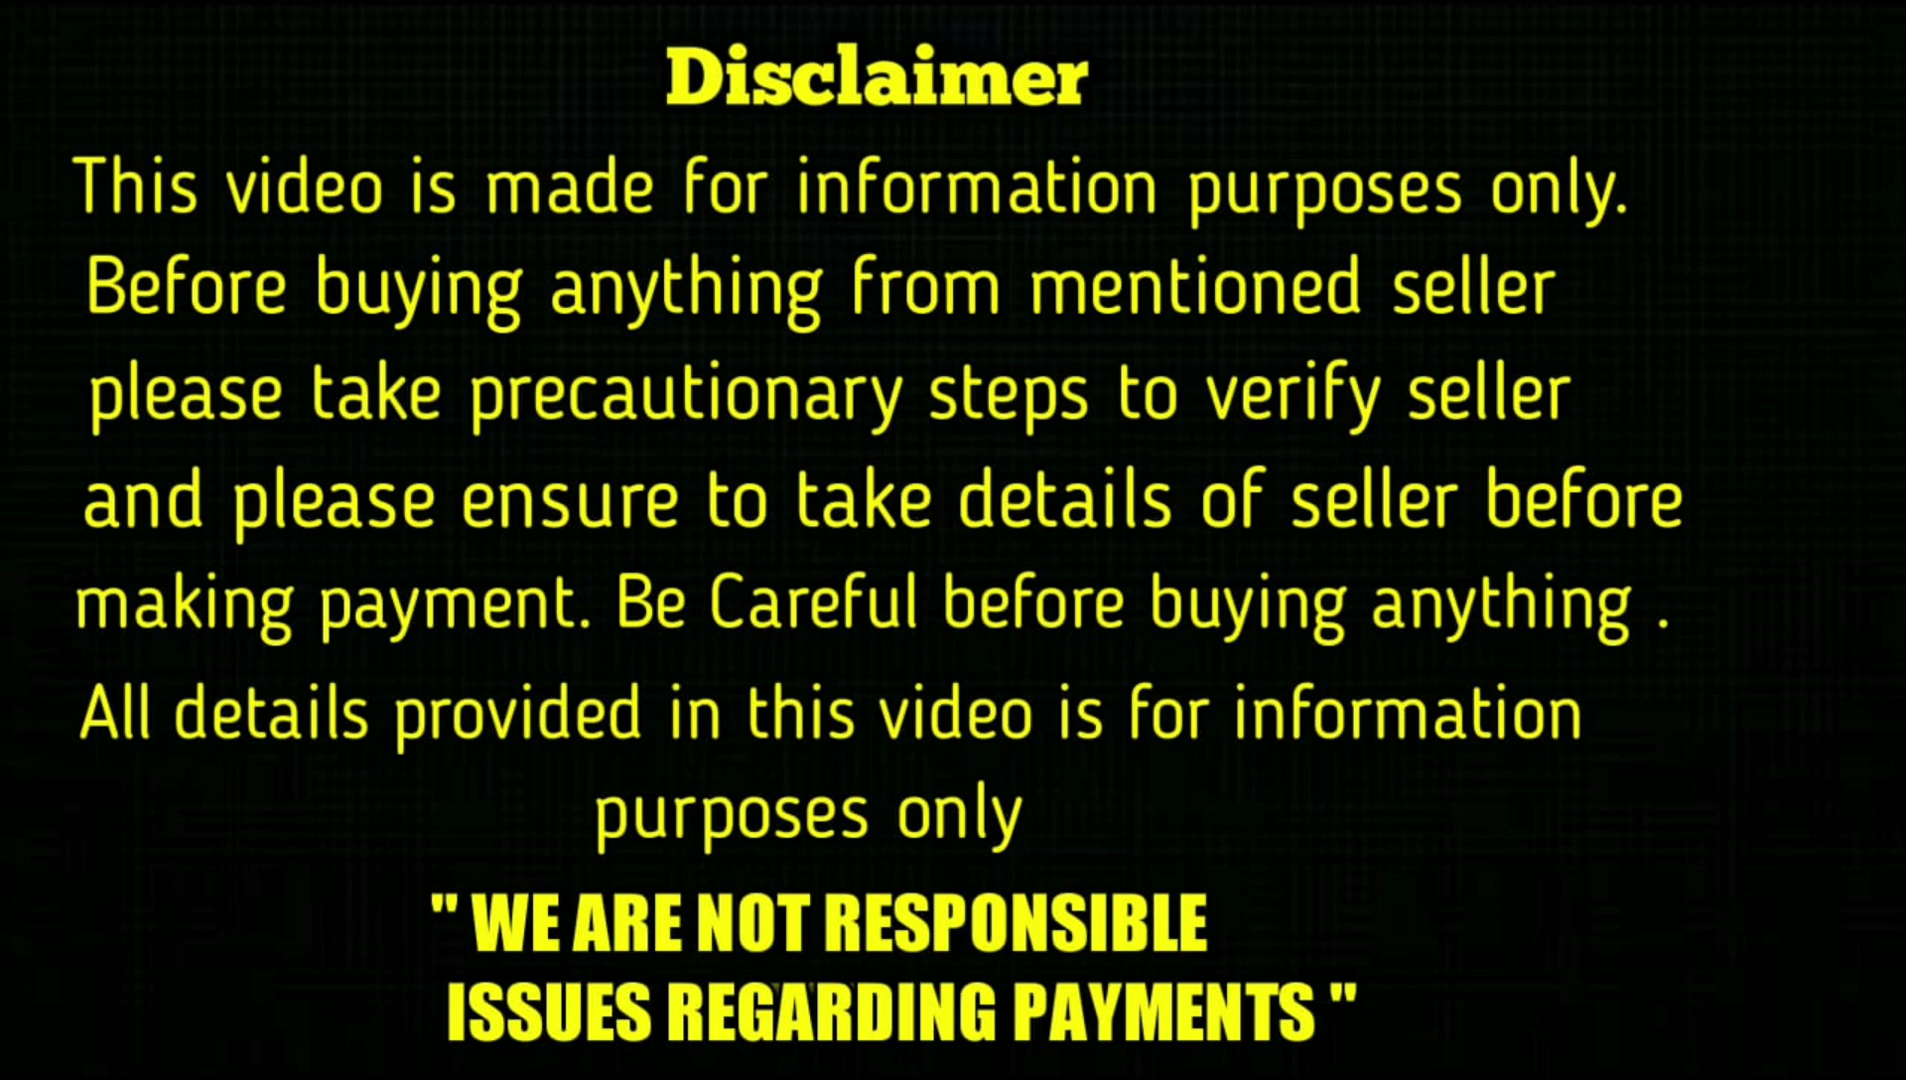 Disclaimer
This video is made for information purposes only.
Before buying anything from mentioned seller
please take precautionary steps to verify seller
and please ensure to take details of seller before
making payment. Be Careful before buying anything .
All details provided in this video is for information
purposes only
" WE ARE NOT RESPONSIBLE
ISSUES REGARDING PAYMENTS "